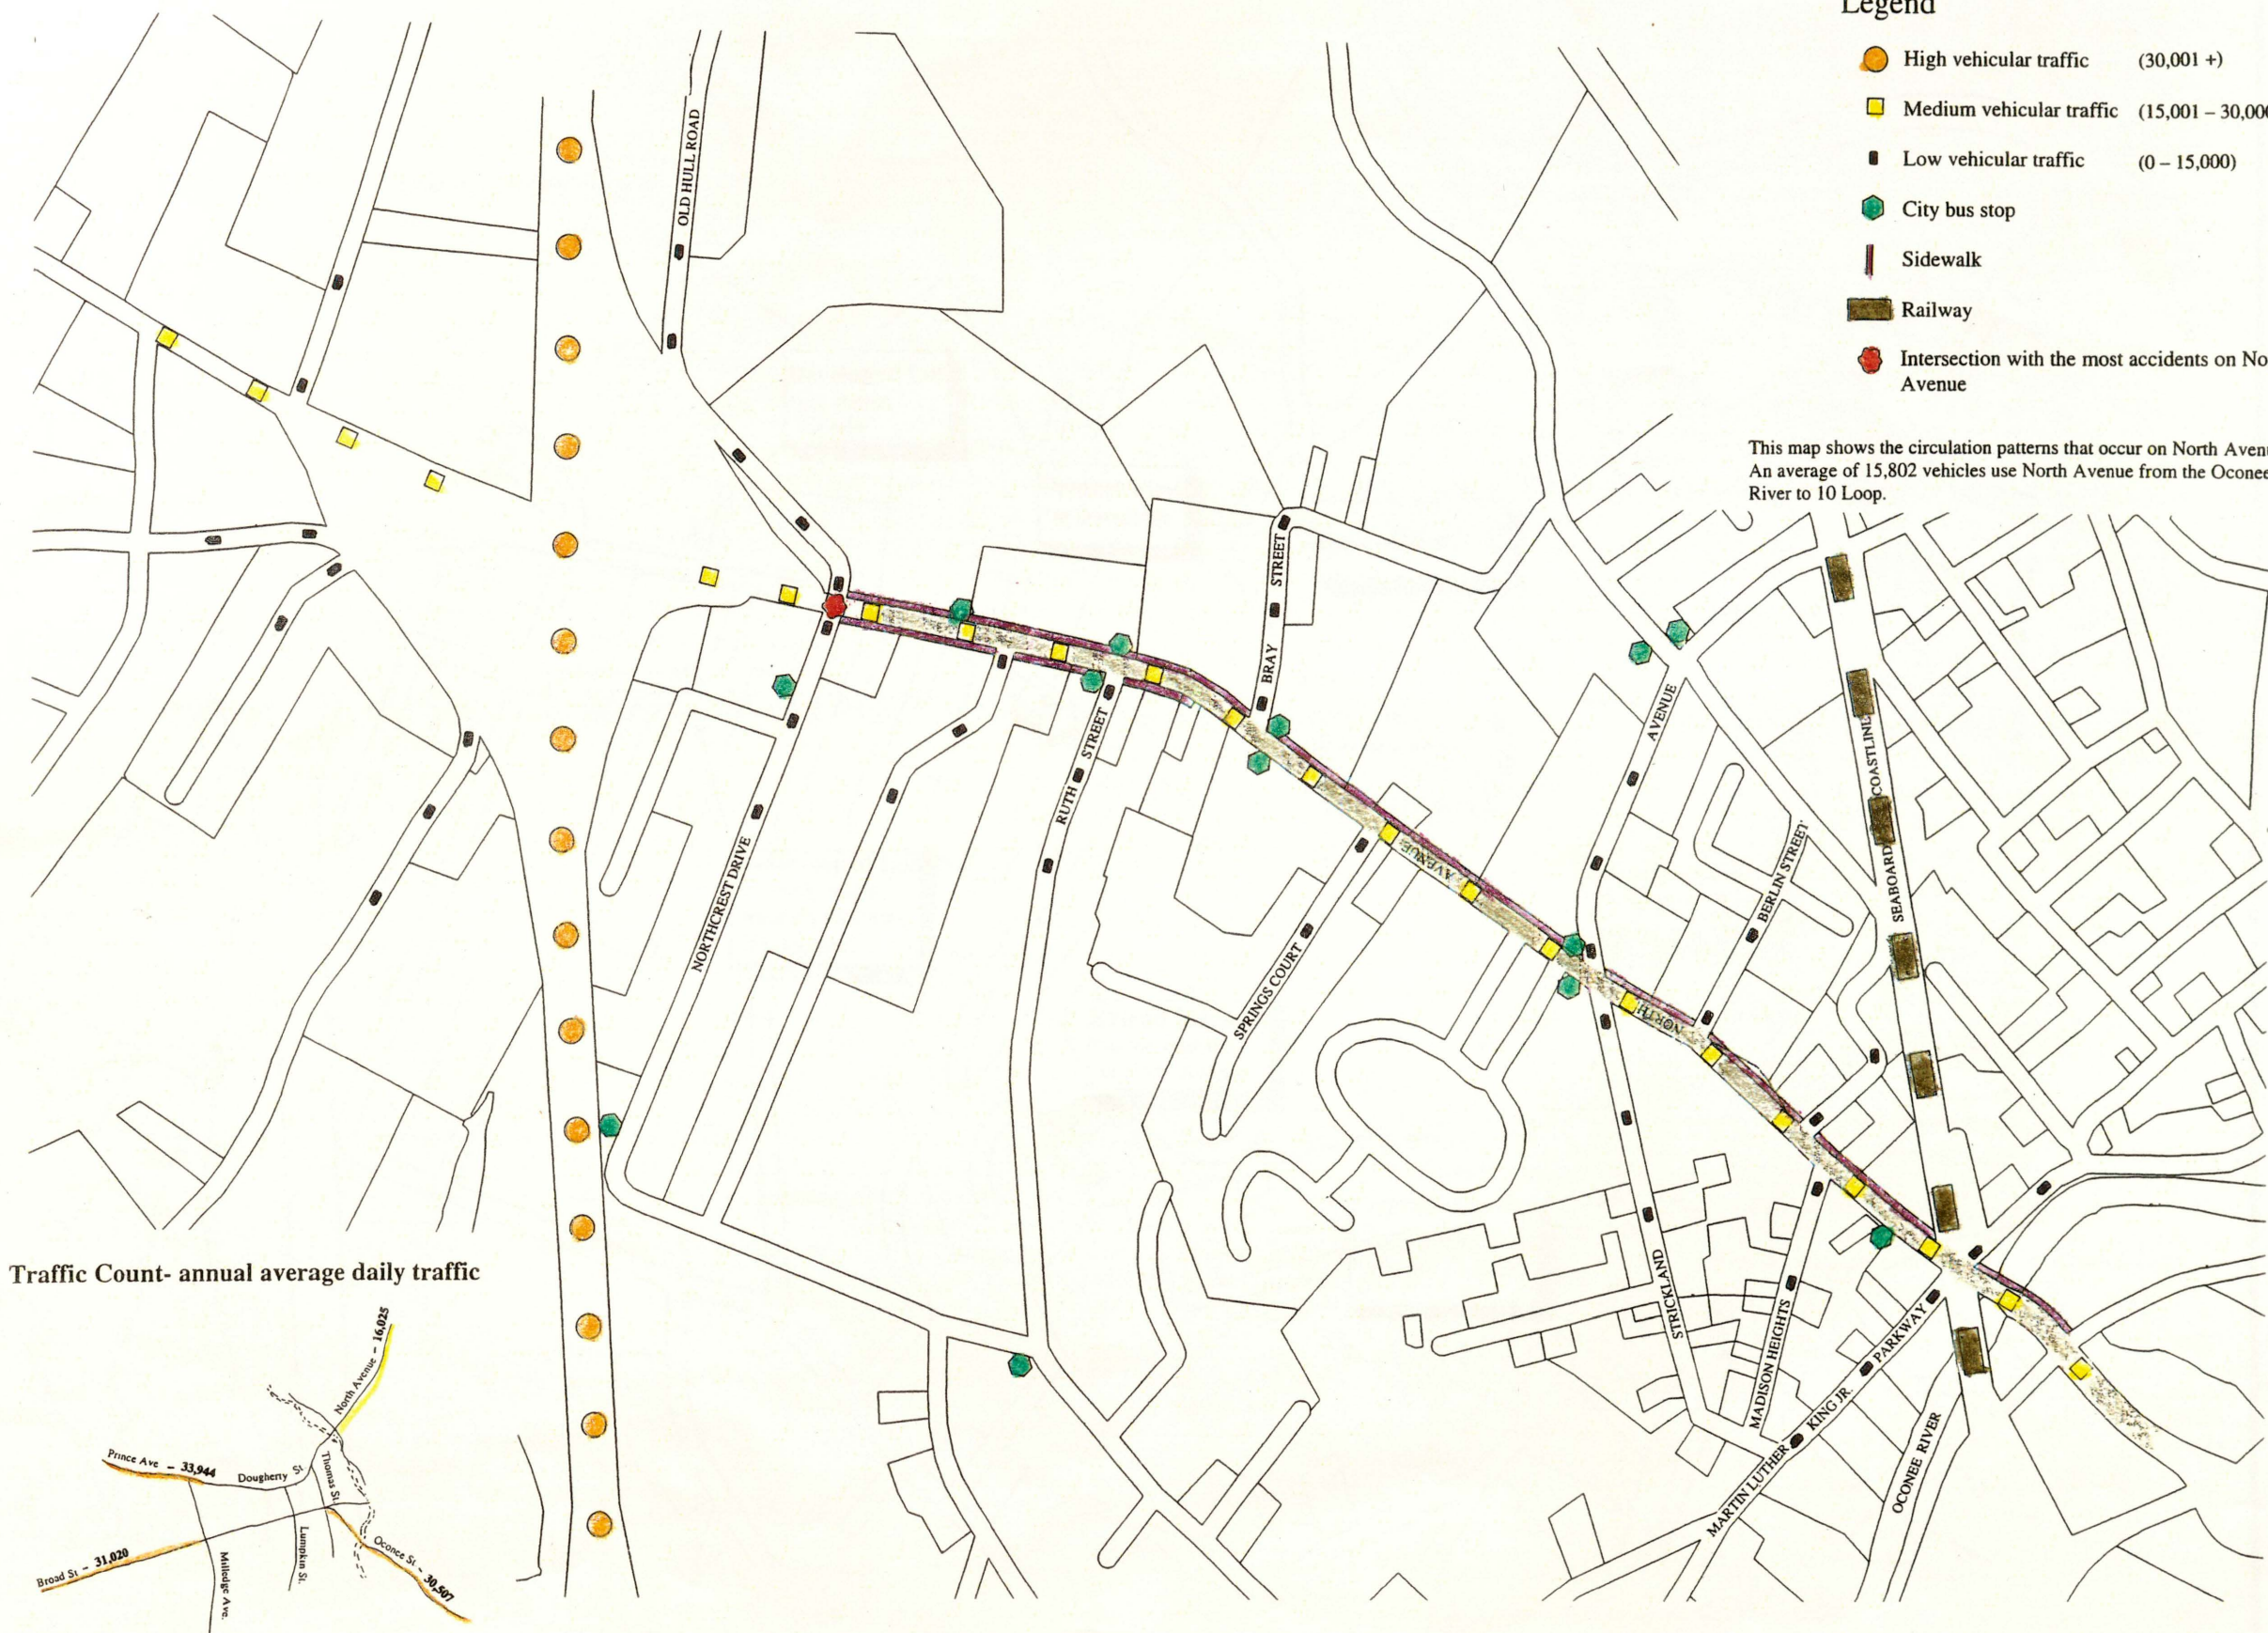 Legend
High vehicular traffic (30,001 +)
Medium vehicular traffic (15,001 – 30,00
Low vehicular traffic (0 – 15,000)
City bus stop
Sidewalk
Railway
Intersection with the most accidents on No
Avenue
This map shows the circulation patterns that occur on North Aven
An average of 15,802 vehicles use North Avenue from the Oconee
River to 10 Loop.
OLD HULL ROAD
BRAY STREET
AVENUE
SEABOARD COASTLINE
RUTH STREET
NORTHCREST DRIVE
BERLIN STREET
AVENUE
NORTH
SPRINGS COURT
STRICKLAND
MADISON HEIGHTS
MARTIN LUTHER KING JR. PARKWAY
OCONEE RIVER
Traffic Count- annual average daily traffic
North Avenue – 16,025
Prince Ave – 33,944
Dougherty St
Thomas St.
Broad St – 31,020
Lumpkin St.
Milledge Ave.
Oconee St – 30,507